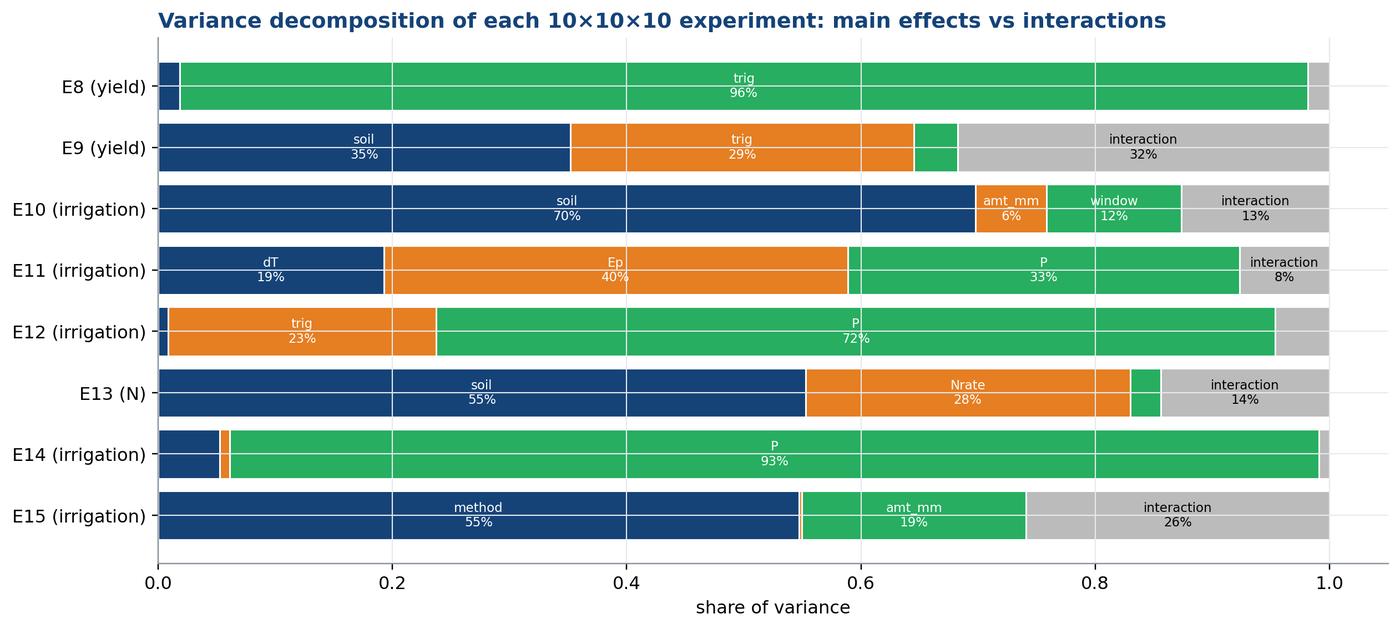 Variance decomposition of each 10×10×10 experiment: main effects vs interactions
E8 (yield)
trig
96%
E9 (yield)
soil
35%
trig
29%
interaction
32%
E10 (irrigation)
soil
70%
amt_mm
6%
window
12%
interaction
13%
E11 (irrigation)
dT
19%
Ep
40%
P
33%
interaction
8%
E12 (irrigation)
trig
23%
P
72%
E13 (N)
soil
55%
Nrate
28%
interaction
14%
E14 (irrigation)
P
93%
E15 (irrigation)
method
55%
amt_mm
19%
interaction
26%
0.0 0.2 0.4 0.6 0.8 1.0
share of variance